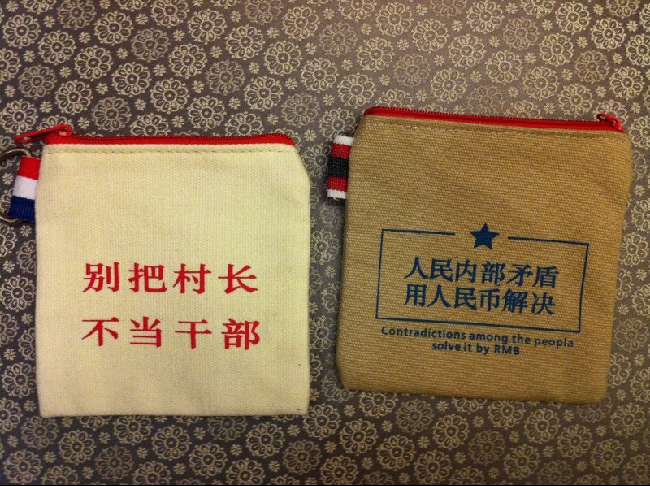 别把村长
不当干部
人民内部矛盾
用人民币解决
Contradictions among the peopla
solve it by RMB